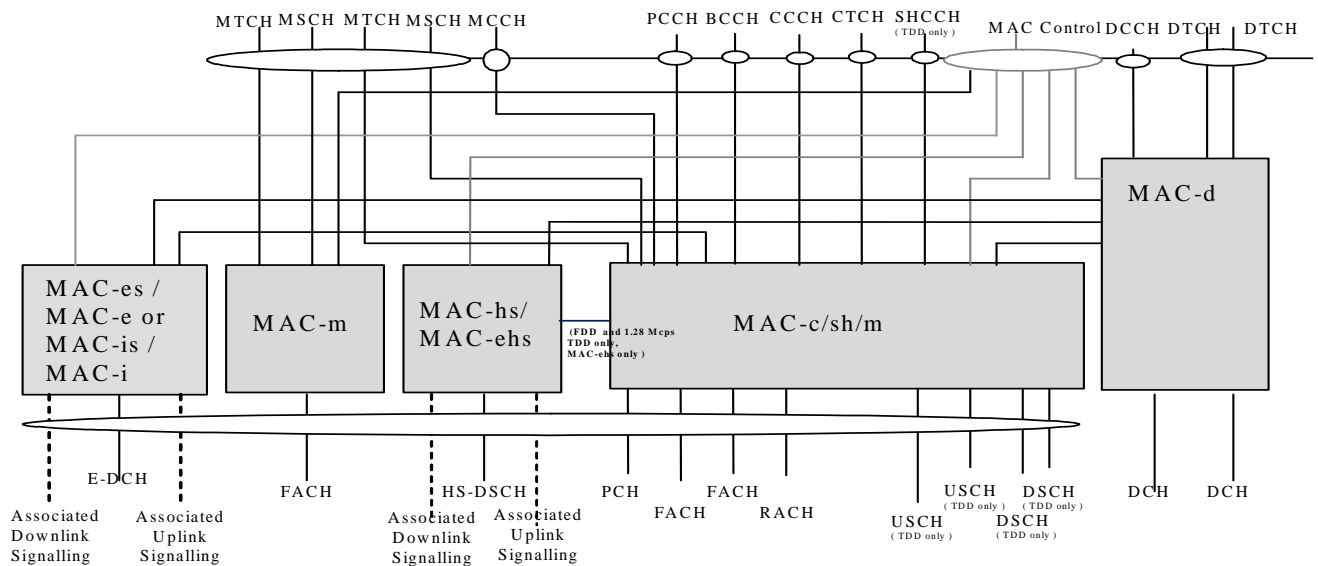 MTCH MSCH MTCH MSCH MCCH PCCH BCCH CCCH CTCH SHCCH MAC Control DCCH DTCH DTCH
( TDD only )
MAC-d
MAC-es /
MAC-e or
MAC-is /
MAC-i
MAC-m
MAC-hs/
MAC-ehs
(FDD and 1.28 Mcps
TDD only,
MAC-ehs only )
MAC-c/sh/m
E-DCH
FACH
HS-DSCH
PCH
FACH
FACH
RACH
USCH
( TDD only )
USCH
( TDD only )
DSCH
( TDD only )
DSCH
( TDD only )
DCH
DCH
Associated
Downlink
Signalling
Associated
Uplink
Signalling
Associated
Downlink
Signalling
Associated
Uplink
Signalling